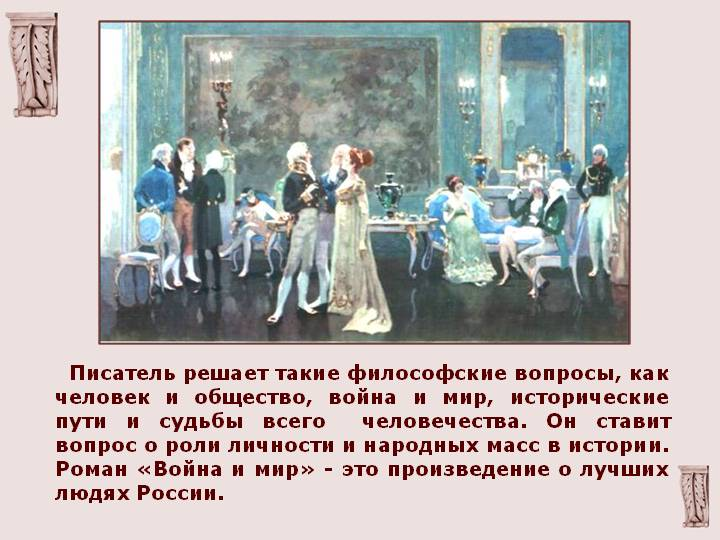 Писатель решает такие философские вопросы, как
человек и общество, война и мир, исторические
пути и судьбы всего человечества. Он ставит
вопрос о роли личности и народных масс в истории.
Роман «Война и мир» - это произведение о лучших
людях России.